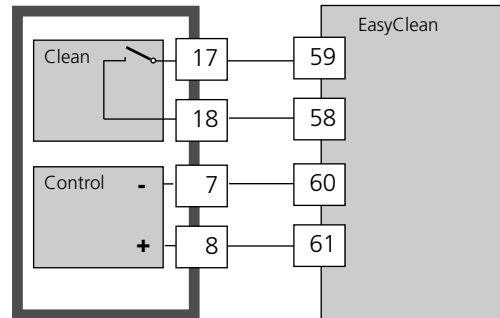 EasyClean
Clean 17 59
18 58
Control - 7 60
+ 8 61